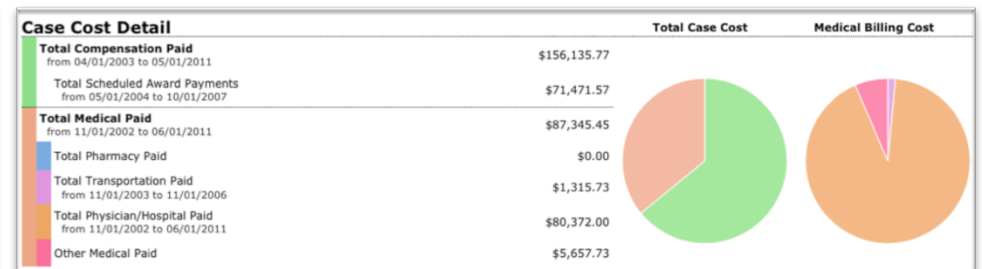 Case Cost Detail
Total Case Cost
Medical Billing Cost
Total Compensation Paid
from 04/01/2003 to 05/01/2011
$156,135.77
Total Scheduled Award Payments
from 05/01/2004 to 10/01/2007
$71,471.57
Total Medical Paid
from 11/01/2002 to 06/01/2011
$87,345.45
Total Pharmacy Paid
$0.00
Total Transportation Paid
from 11/01/2003 to 11/01/2006
$1,315.73
Total Physician/Hospital Paid
from 11/01/2002 to 06/01/2011
$80,372.00
Other Medical Paid
$5,657.73